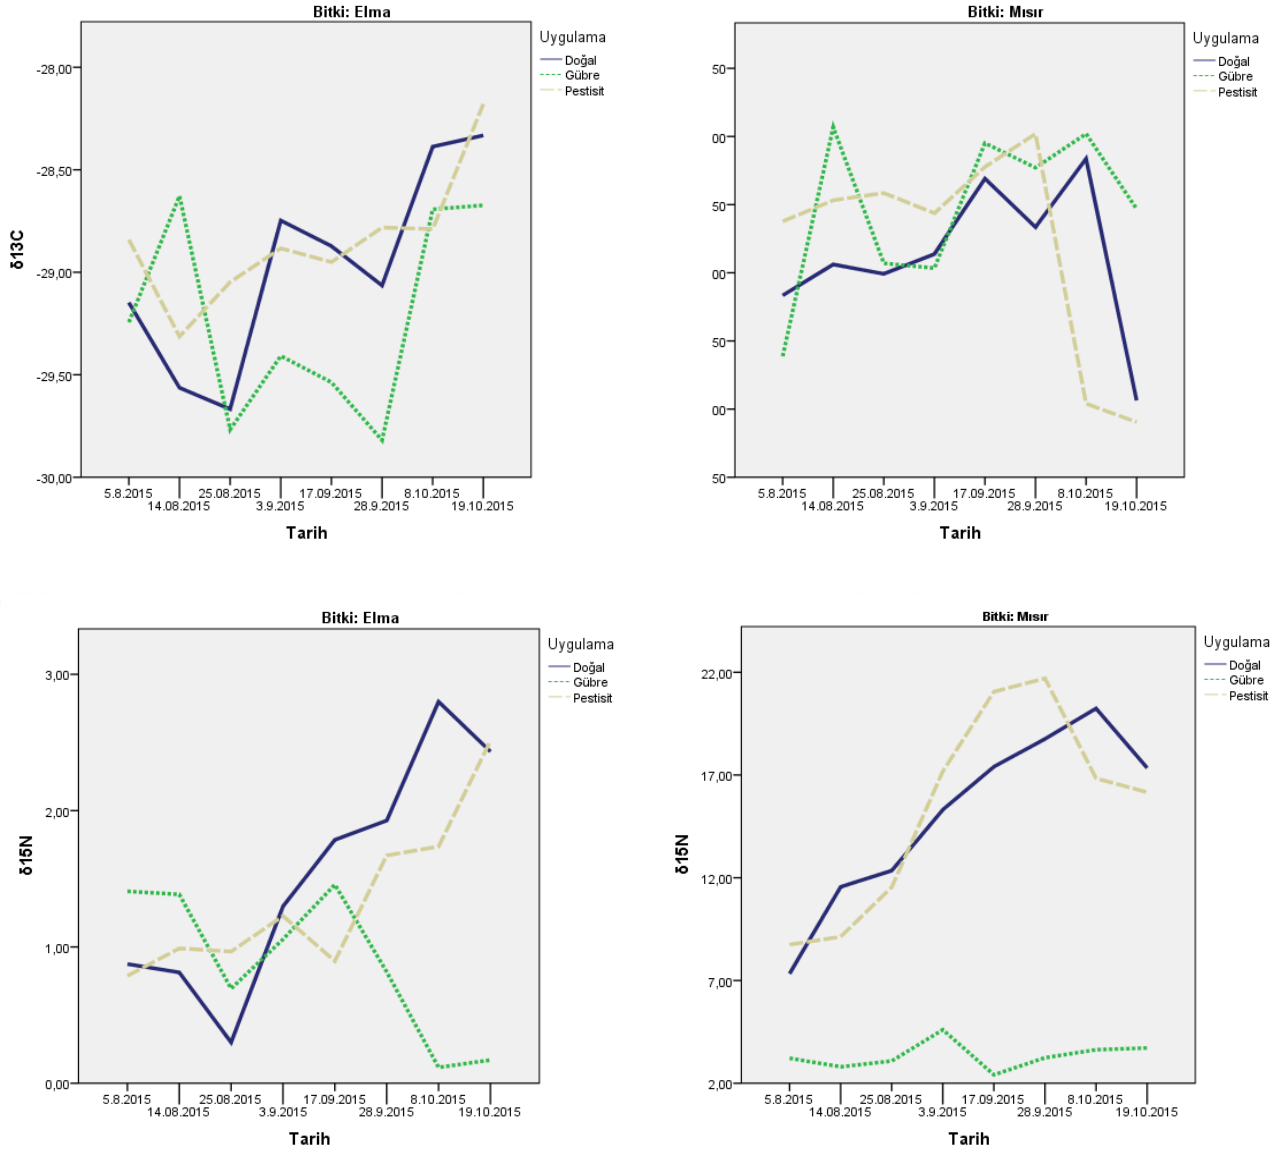 Bitki: Elma
Uygulama
Doğal
Gübre
Pestisit
-28,00
-28,50
-29,00
-29,50
-30,00
δ13C
5.8.2015
14.08.2015
25.08.2015
3.9.2015
17.09.2015
28.9.2015
8.10.2015
19.10.2015
Tarih
Bitki: Mısır
Uygulama
Doğal
Gübre
Pestisit
50
00
50
00
50
00
50
5.8.2015
14.08.2015
25.08.2015
3.9.2015
17.09.2015
28.9.2015
8.10.2015
19.10.2015
Tarih
Bitki: Elma
Uygulama
Doğal
Gübre
Pestisit
3,00
2,00
1,00
0,00
δ15N
5.8.2015
14.08.2015
25.08.2015
3.9.2015
17.09.2015
28.9.2015
8.10.2015
19.10.2015
Tarih
Bitki: Mısır
Uygulama
Doğal
Gübre
Pestisit
22,00
17,00
12,00
7,00
2,00
δ15N
5.8.2015
14.08.2015
25.08.2015
3.9.2015
17.09.2015
28.9.2015
8.10.2015
19.10.2015
Tarih